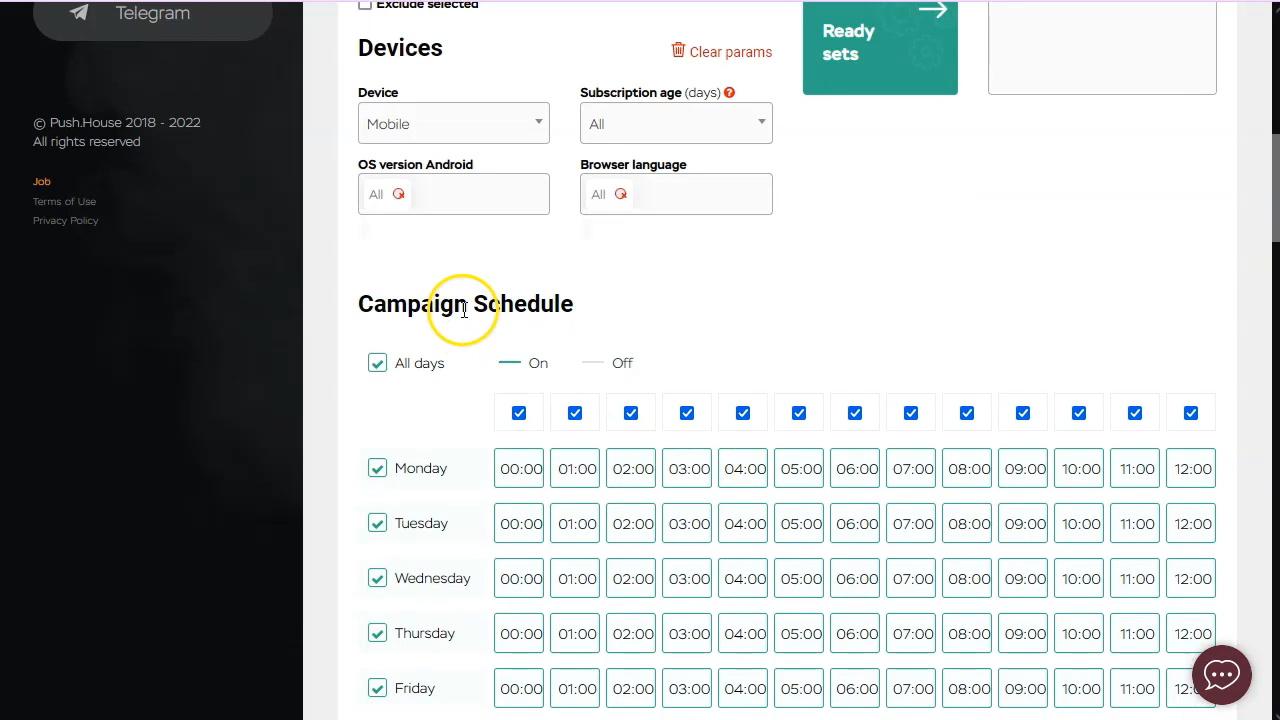 Telegram
Exclude selected
Ready
sets
Devices
Clear params
Device
Subscription age (days)
Mobile
All
OS version Android
Browser language
All
All
© Push.House 2018 - 2022
All rights reserved
Job
Terms of Use
Privacy Policy
Campaign Schedule
All days
On
Off
Monday 00:00 01:00 02:00 03:00 04:00 05:00 06:00 07:00 08:00 09:00 10:00 11:00 12:00
Tuesday 00:00 01:00 02:00 03:00 04:00 05:00 06:00 07:00 08:00 09:00 10:00 11:00 12:00
Wednesday 00:00 01:00 02:00 03:00 04:00 05:00 06:00 07:00 08:00 09:00 10:00 11:00 12:00
Thursday 00:00 01:00 02:00 03:00 04:00 05:00 06:00 07:00 08:00 09:00 10:00 11:00 12:00
Friday 00:00 01:00 02:00 03:00 04:00 05:00 06:00 07:00 08:00 09:00 10:00 11:00